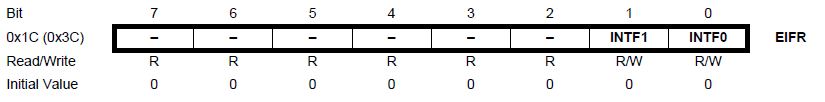 Bit 7 6 5 4 3 2 1 0
0x1C (0x3C) – – – – – – INTF1 INTF0 EIFR
Read/Write R R R R R R R/W R/W
Initial Value 0 0 0 0 0 0 0 0